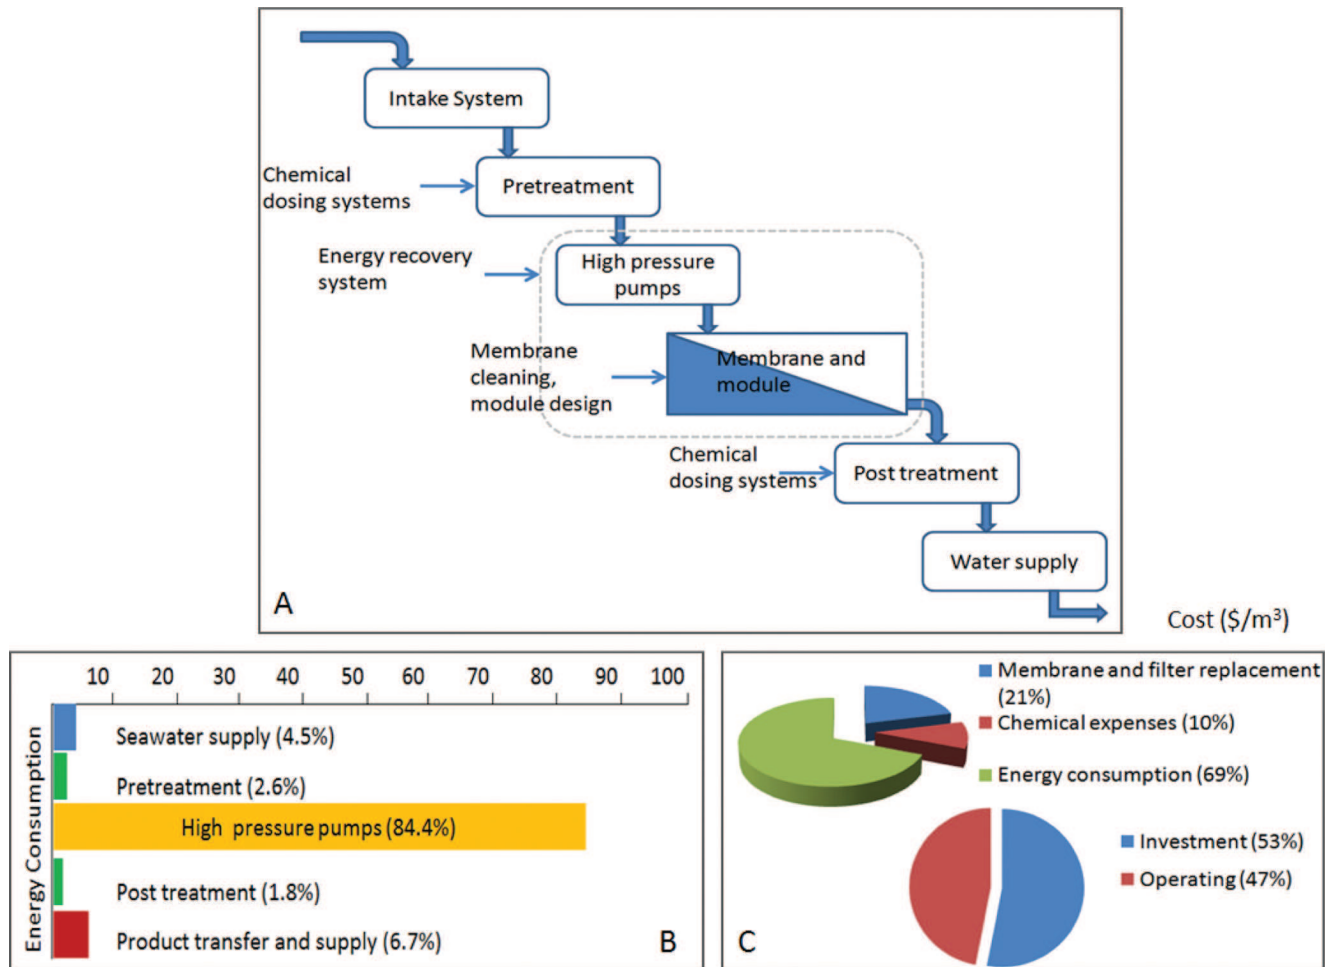 Intake System
Chemical
dosing systems
Pretreatment
Energy recovery
system
High pressure
pumps
Membrane
cleaning,
module design
Membrane and
module
Chemical
dosing systems
Post treatment
Water supply
A
Cost ($/m³)
10 20 30 40 50 60 70 80 90 100
Energy Consumption
Seawater supply (4.5%)
Pretreatment (2.6%)
High pressure pumps (84.4%)
Post treatment (1.8%)
Product transfer and supply (6.7%)
B
Membrane and filter replacement
(21%)
Chemical expenses (10%)
Energy consumption (69%)
Investment (53%)
Operating (47%)
C